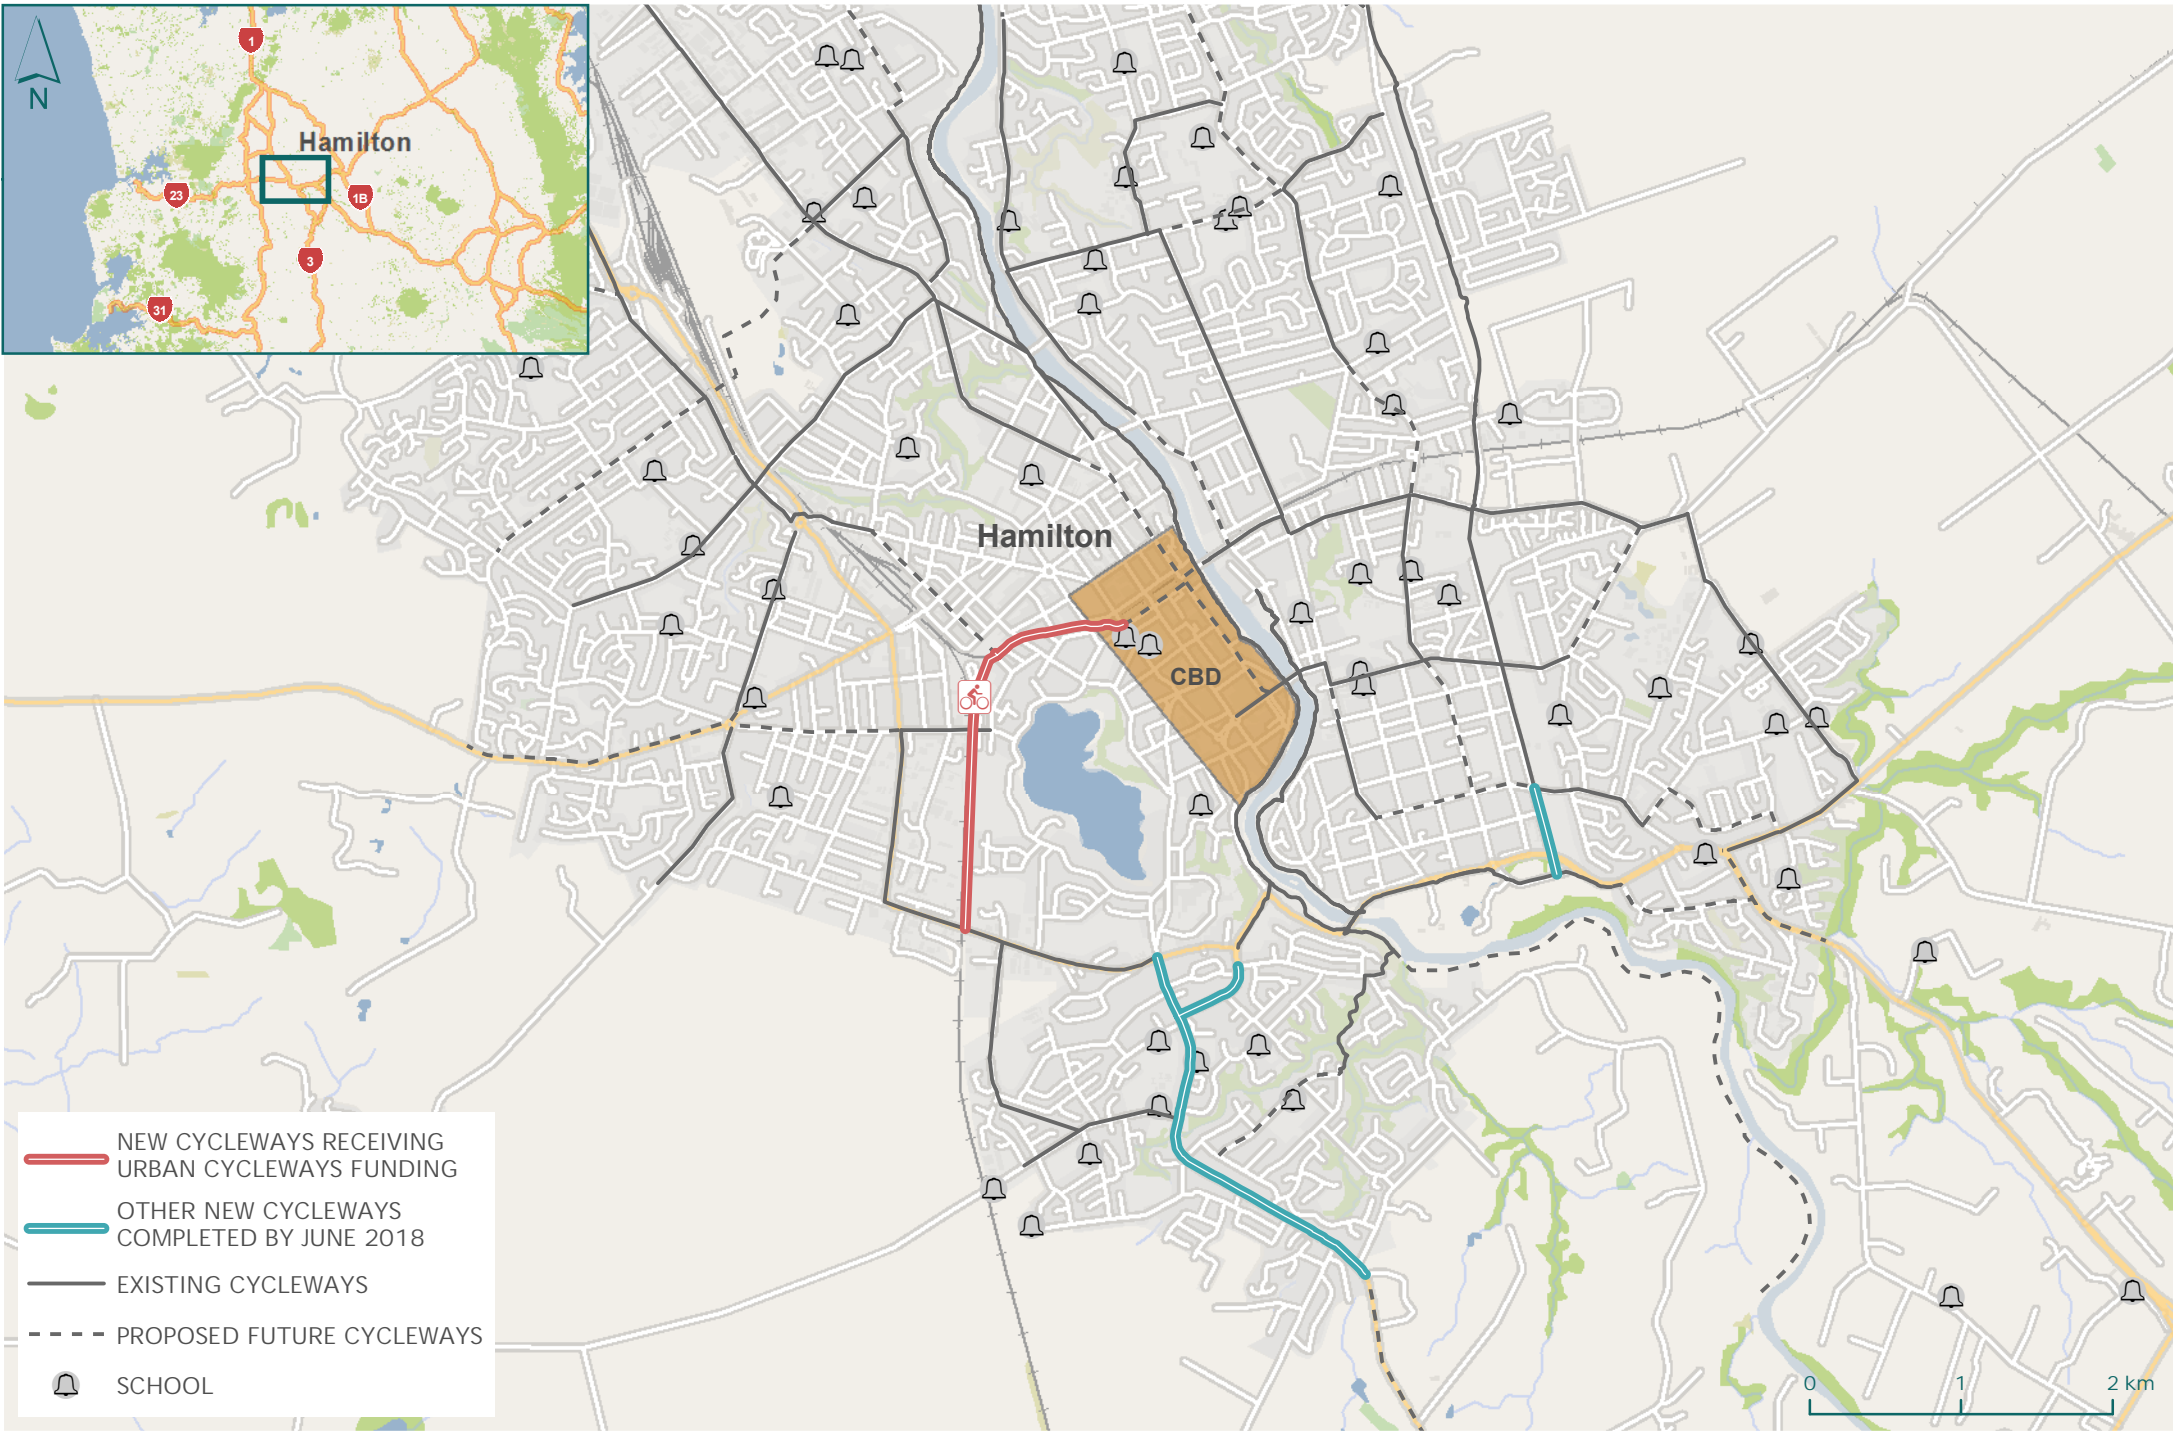 1
N
Hamilton
23
1B
3
31
Hamilton
CBD
NEW CYCLEWAYS RECEIVING
URBAN CYCLEWAYS FUNDING
OTHER NEW CYCLEWAYS
COMPLETED BY JUNE 2018
EXISTING CYCLEWAYS
PROPOSED FUTURE CYCLEWAYS
SCHOOL
0 1 2 km